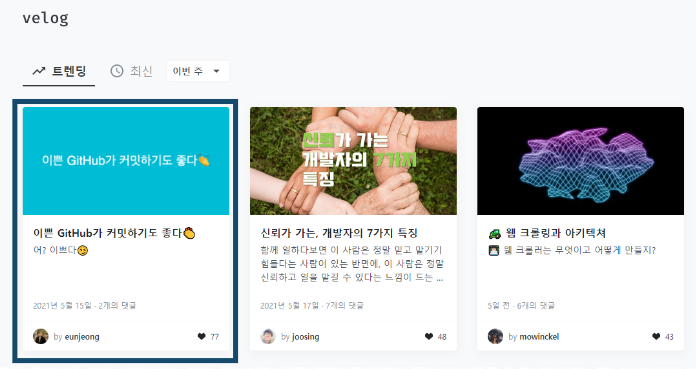 velog
트렌딩
최신
이번 주
이쁜 GitHub가 커밋하기도 좋다👏
신뢰가 가는
개발자의 7가지
특징
이쁜 GitHub가 커밋하기도 좋다👏
어? 이쁘다😏
2021년 5월 15일 · 2개의 댓글
by eunjeong
77
신뢰가 가는, 개발자의 7가지 특징
함께 일하다보면 이 사람은 정말 믿고 맡기기
힘들다는 사람이 있는 반면에, 이 사람은 정말
신뢰하고 일을 맡길 수 있다는 느낌이 드는 ...
2021년 5월 17일 · 7개의 댓글
by joosing
48
🚜 웹 크롤링과 아키텍쳐
👨‍💻 웹 크롤러는 무엇이고 어떻게 만들지?
5일 전 · 6개의 댓글
by mowinckel
43